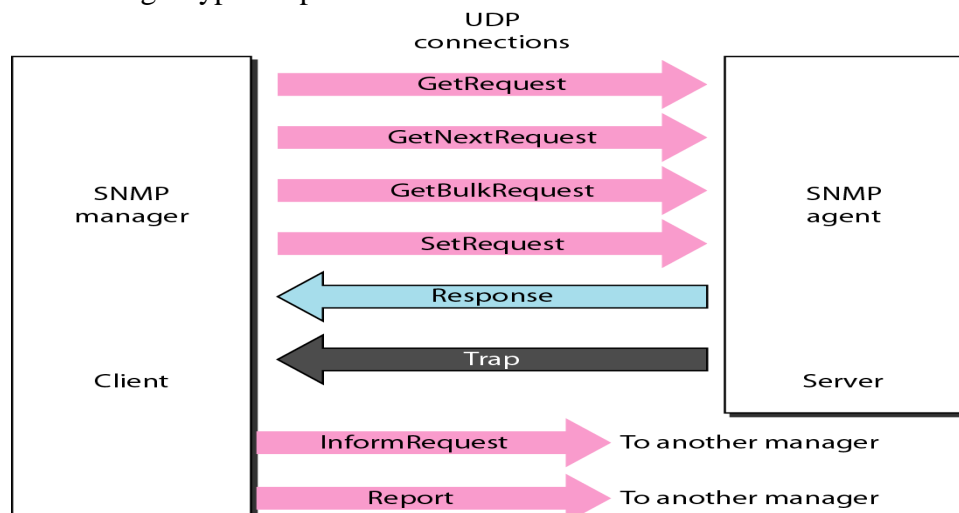 UDP
connections
GetRequest
GetNextRequest
GetBulkRequest
SetRequest
SNMP
manager
SNMP
agent
Response
Trap
Client
Server
InformRequest
To another manager
Report
To another manager